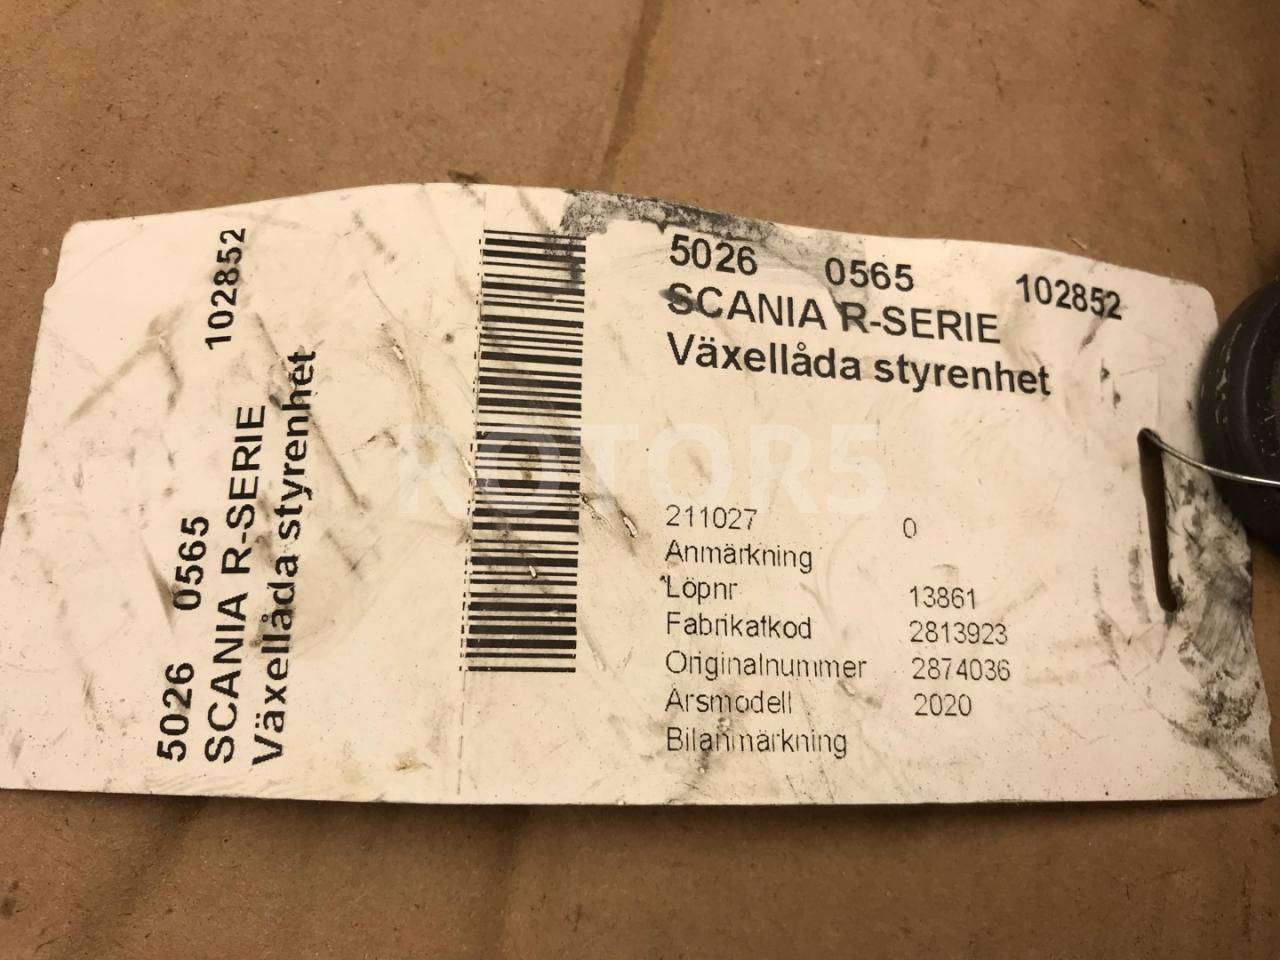 5026 0565 102852
SCANIA R-SERIE
Växellåda styrenhet
ROTOR5
5026 0565 102852
SCANIA R-SERIE
Växellåda styrenhet
211027 0
Anmärkning
Löpnr 13861
Fabrikatkod 2813923
Originalnummer 2874036
Årsmodell 2020
Bilanmärkning